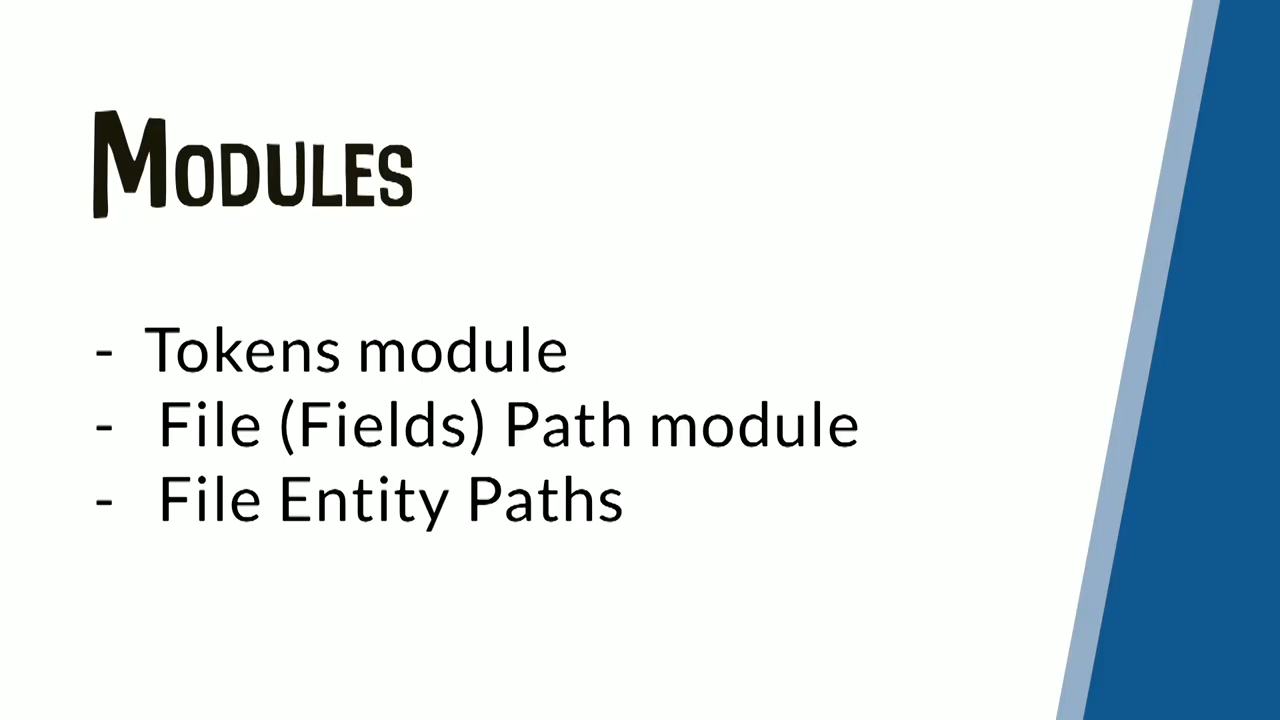 Modules
- Tokens module
- File (Fields) Path module
- File Entity Paths